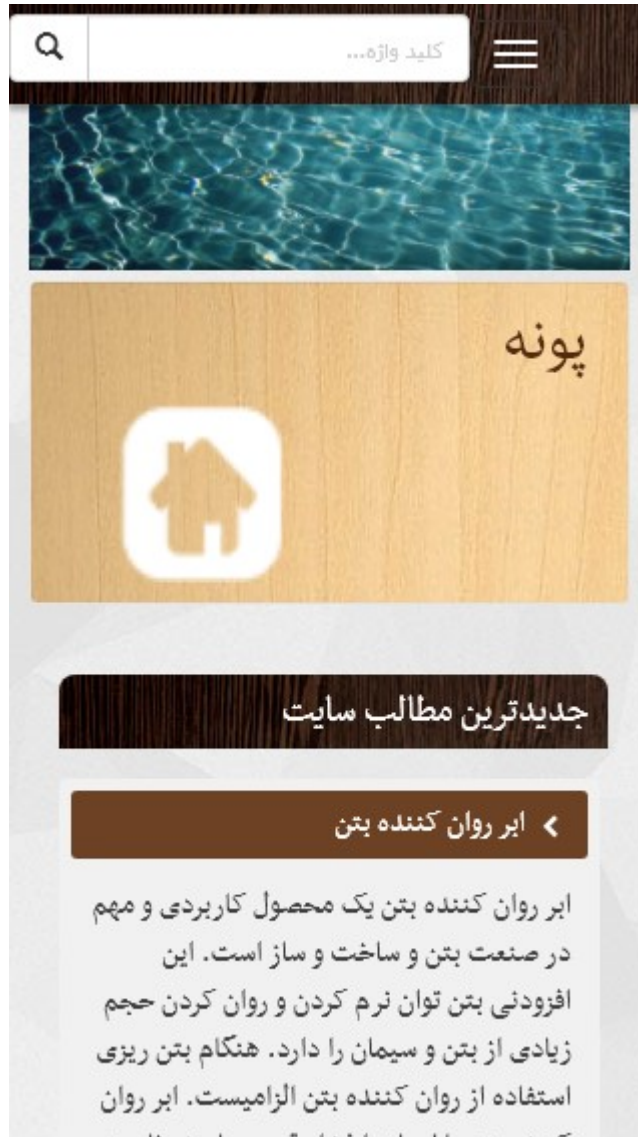 کلید واژه...
پونه
جدیدترین مطالب سایت
ابر روان کننده بتن
ابر روان کننده بتن یک محصول کاربردی و مهم
در صنعت بتن و ساخت و ساز است. این
افزودنی بتن توان نرم کردن و روان کردن حجم
زیادی از بتن و سیمان را دارد. هنگام بتن ریزی
استفاده از روان کننده بتن الزامیست. ابر روان